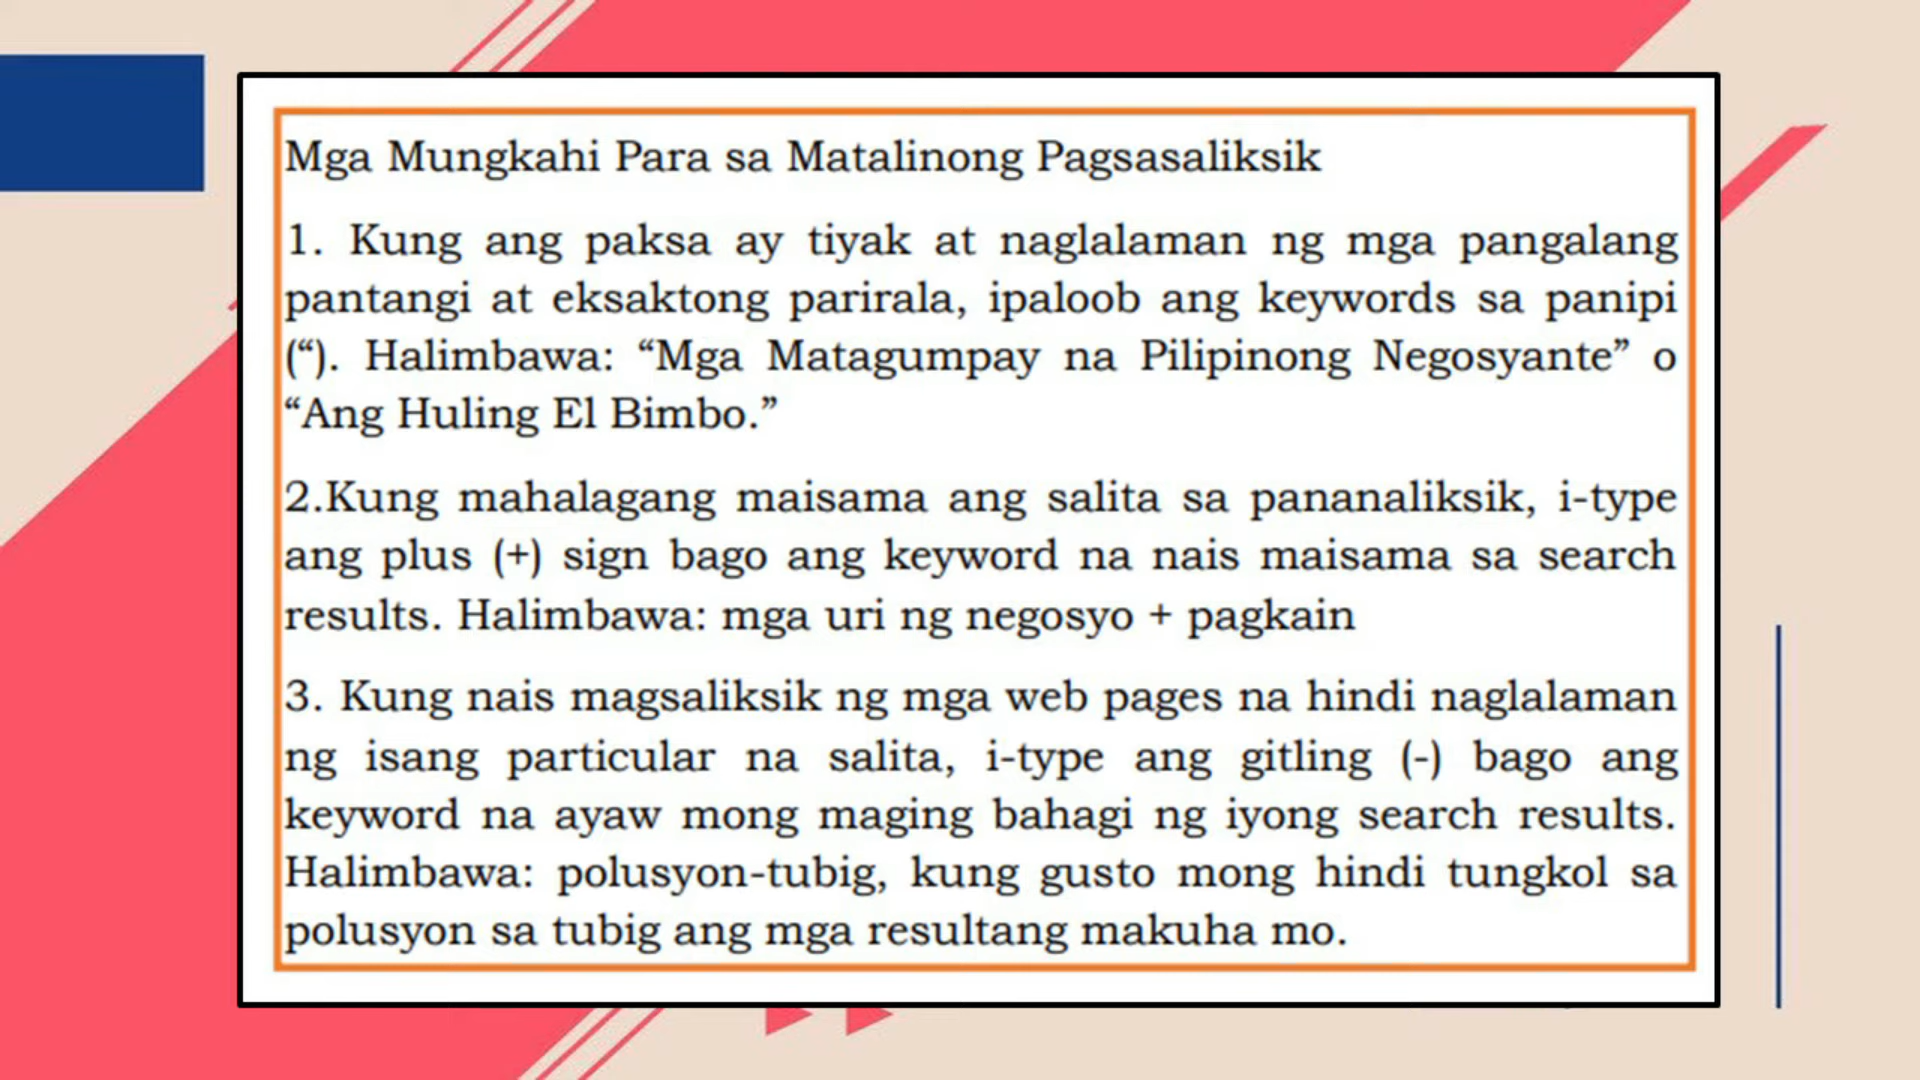 Mga Mungkahi Para sa Matalinong Pagsasaliksik
1. Kung ang paksa ay tiyak at naglalaman ng mga pangalang
pantangi at eksaktong parirala, ipaloob ang keywords sa panipi
(“). Halimbawa: “Mga Matagumpay na Pilipinong Negosyante” o
“Ang Huling El Bimbo.”
2.Kung mahalagang maisama ang salita sa pananaliksik, i-type
ang plus (+) sign bago ang keyword na nais maisama sa search
results. Halimbawa: mga uri ng negosyo + pagkain
3. Kung nais magsaliksik ng mga web pages na hindi naglalaman
ng isang particular na salita, i-type ang gitling (-) bago ang
keyword na ayaw mong maging bahagi ng iyong search results.
Halimbawa: polusyon-tubig, kung gusto mong hindi tungkol sa
polusyon sa tubig ang mga resultang makuha mo.